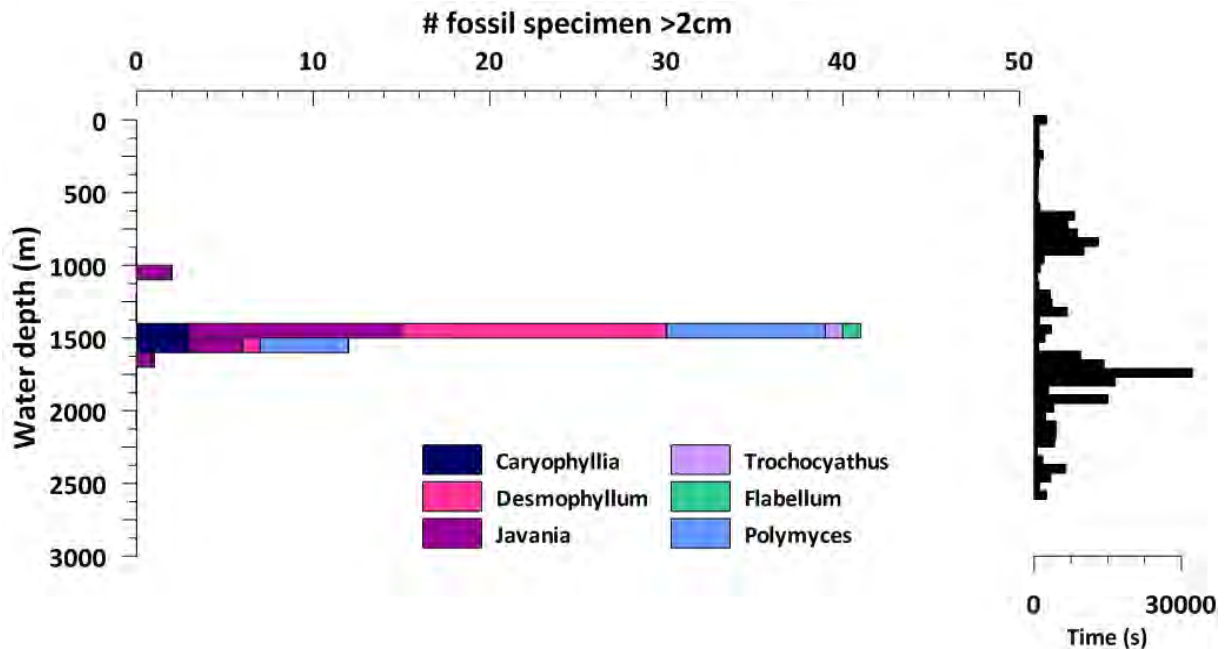 # fossil specimen >2cm
0 10 20 30 40 50
Water depth (m)
0
500
1000
1500
2000
2500
3000
Caryophyllia
Desmophyllum
Javania
Trochocyathus
Flabellum
Polymyces
0 30000
Time (s)